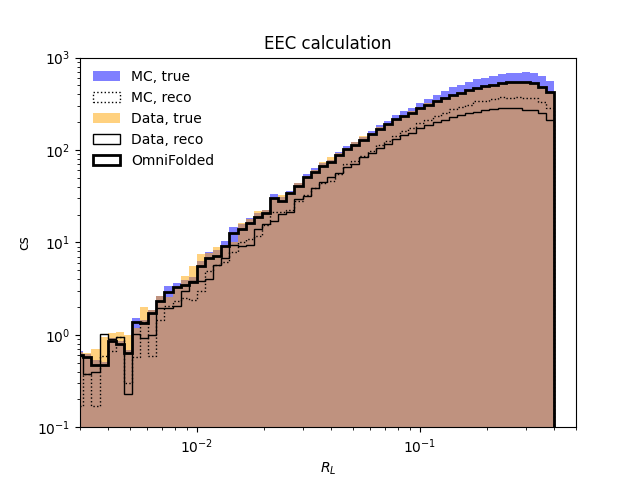 EEC calculation
10^3
10^2
10^1
10^0
10^-1
cs
MC, true
MC, reco
Data, true
Data, reco
OmniFolded
10^-2
10^-1
R_L